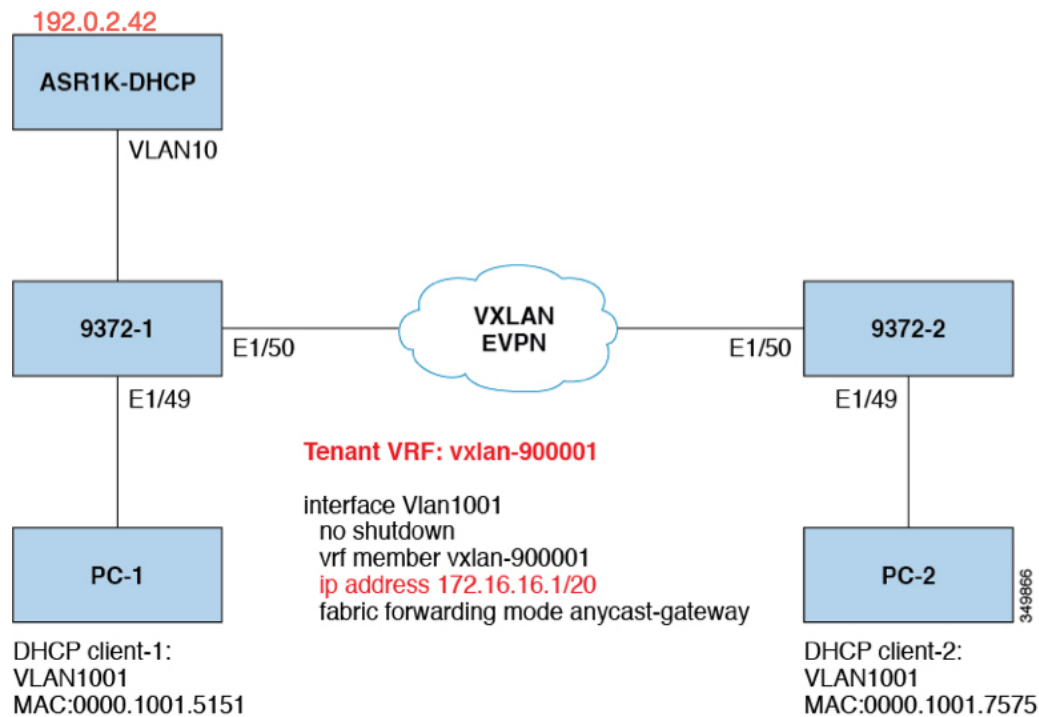 192.0.2.42
ASR1K-DHCP
VLAN10
9372-1
E1/50
E1/49
VXLAN
EVPN
9372-2
E1/50
E1/49
Tenant VRF: vxlan-900001
interface Vlan1001
no shutdown
vrf member vxlan-900001
ip address 172.16.16.1/20
fabric forwarding mode anycast-gateway
PC-1
PC-2
349866
DHCP client-1:
VLAN1001
MAC:0000.1001.5151
DHCP client-2:
VLAN1001
MAC:0000.1001.7575